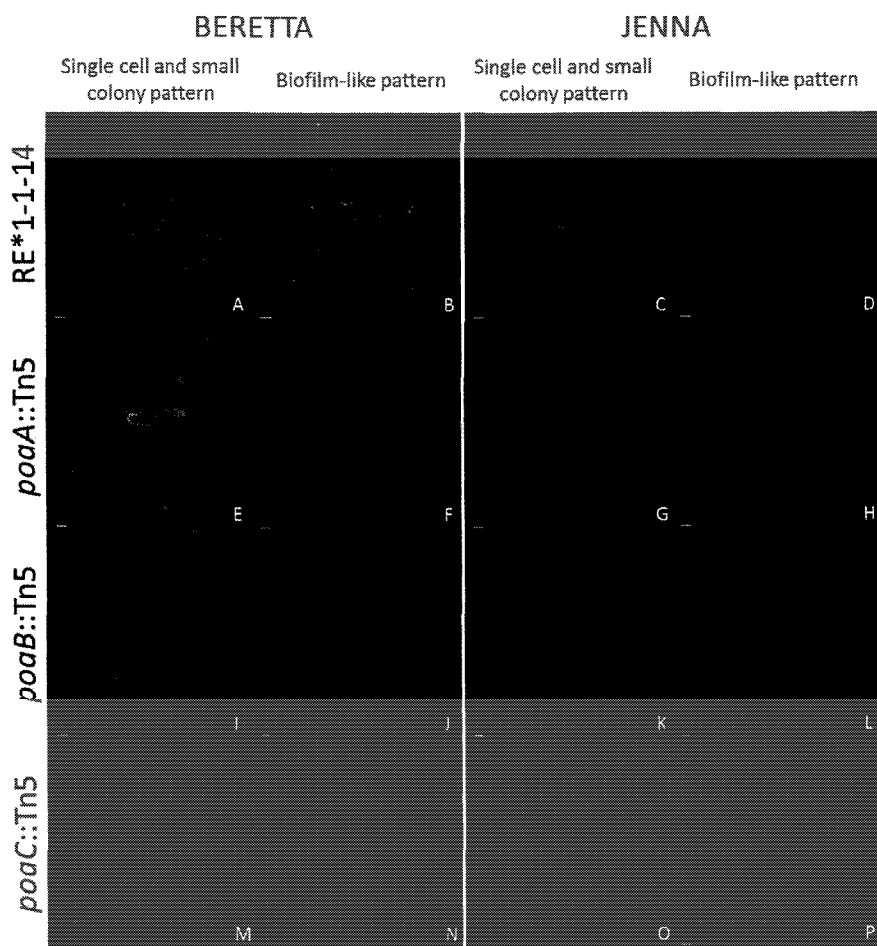 BERETTA
JENNA
Single cell and small
colony pattern
Biofilm-like pattern
Single cell and small
colony pattern
Biofilm-like pattern
RE*1-1-14
A
B
C
D
poaA::Tn5
E
F
G
H
poaB::Tn5
I
J
K
L
poaC::Tn5
M
N
O
P